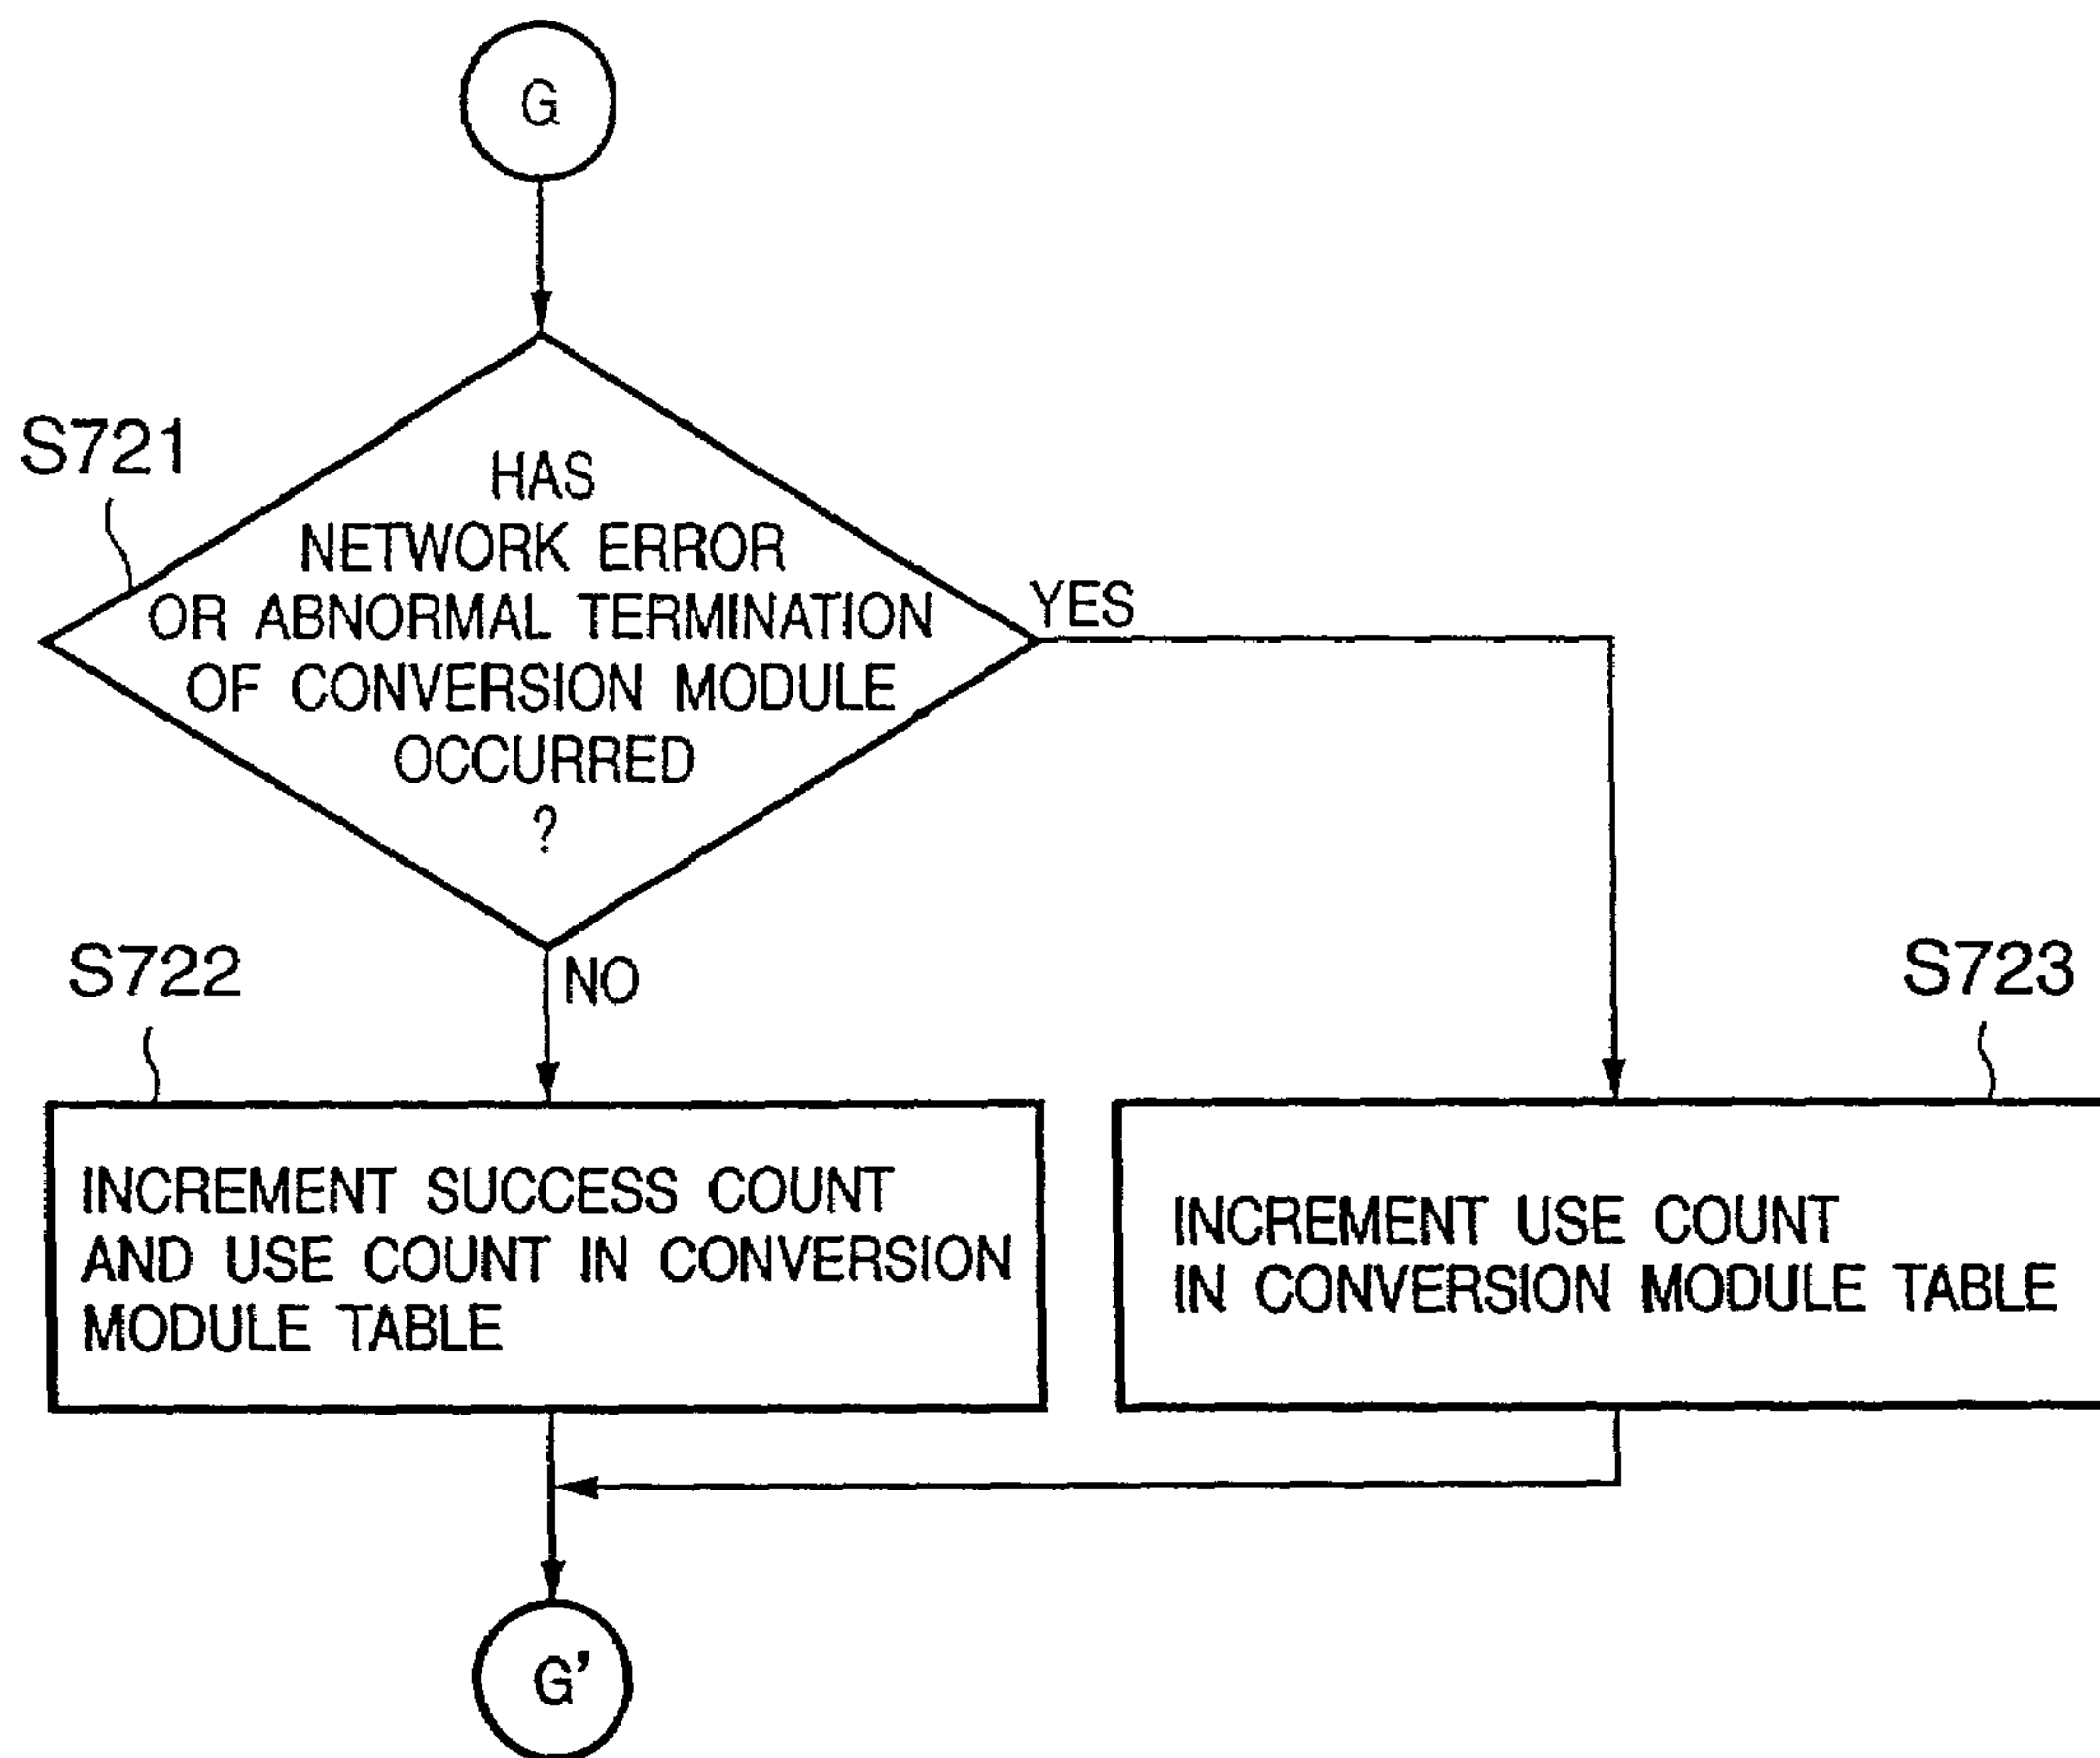 G
S721
HAS
NETWORK ERROR
OR ABNORMAL TERMINATION
OF CONVERSION MODULE
OCCURRED
?
YES
NO
S722
INCREMENT SUCCESS COUNT
AND USE COUNT IN CONVERSION
MODULE TABLE
S723
INCREMENT USE COUNT
IN CONVERSION MODULE TABLE
G'